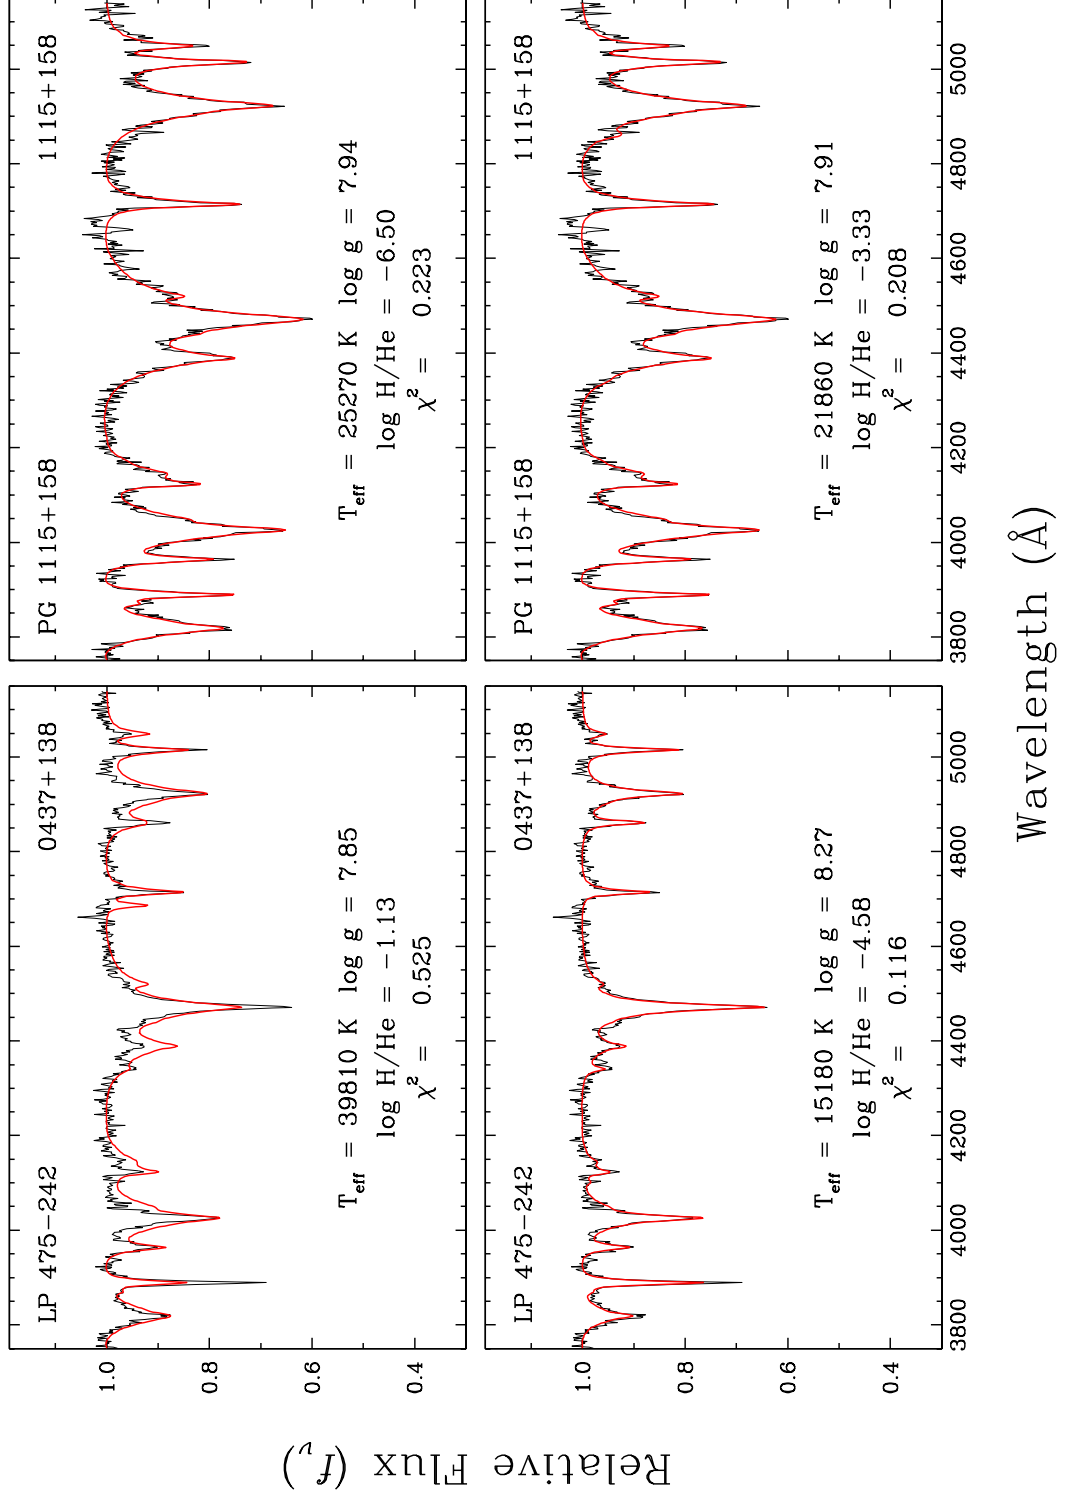 LP 475-242 0437+138
T_eff = 39810 K log g = 7.85
log H/He = −1.13
χ² = 0.525
PG 1115+158 1115+158
T_eff = 25270 K log g = 7.94
log H/He = −6.50
χ² = 0.223
1.0
0.8
0.6
0.4
LP 475-242 0437+138
T_eff = 15180 K log g = 8.27
log H/He = −4.58
χ² = 0.116
PG 1115+158 1115+158
T_eff = 21860 K log g = 7.91
log H/He = −3.33
χ² = 0.208
1.0
0.8
0.6
0.4
3800 4000 4200 4400 4600 4800 5000
3800 4000 4200 4400 4600 4800 5000
Relative Flux (f_ν)
Wavelength (Å)